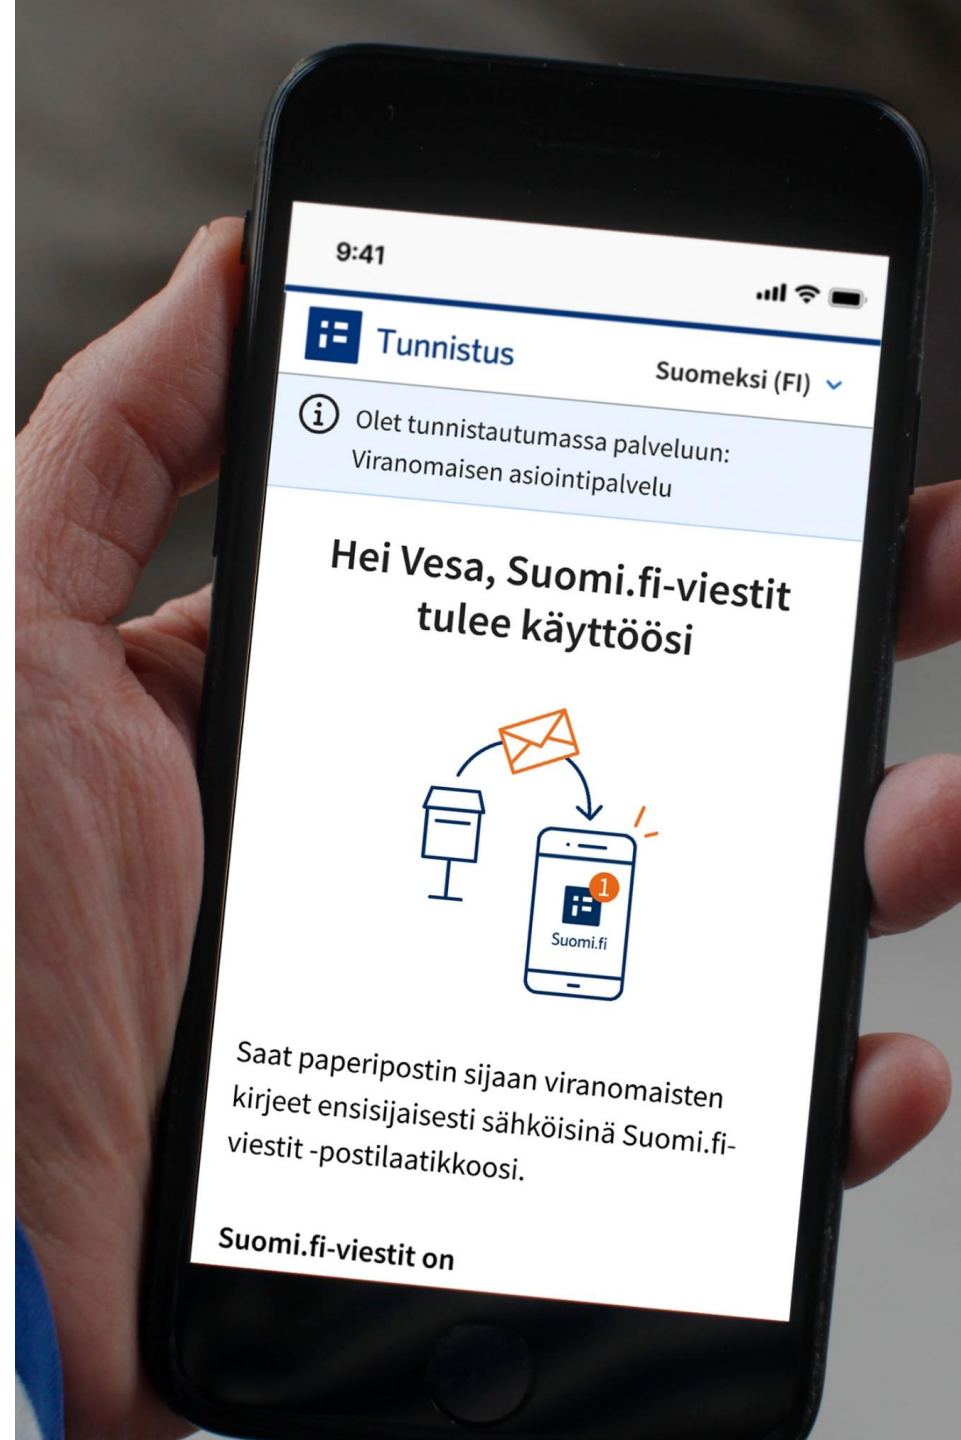 9:41
Tunnistus
Suomeksi (FI)
Olet tunnistautumassa palveluun:
Viranomaisen asiointipalvelu
Hei Vesa, Suomi.fi-viestit
tulee käyttöösi
1
Suomi.fi
Saat paperipostin sijaan viranomaisten
kirjeet ensisijaisesti sähköisinä Suomi.fi-
viestit -postilaatikkoosi.
Suomi.fi-viestit on